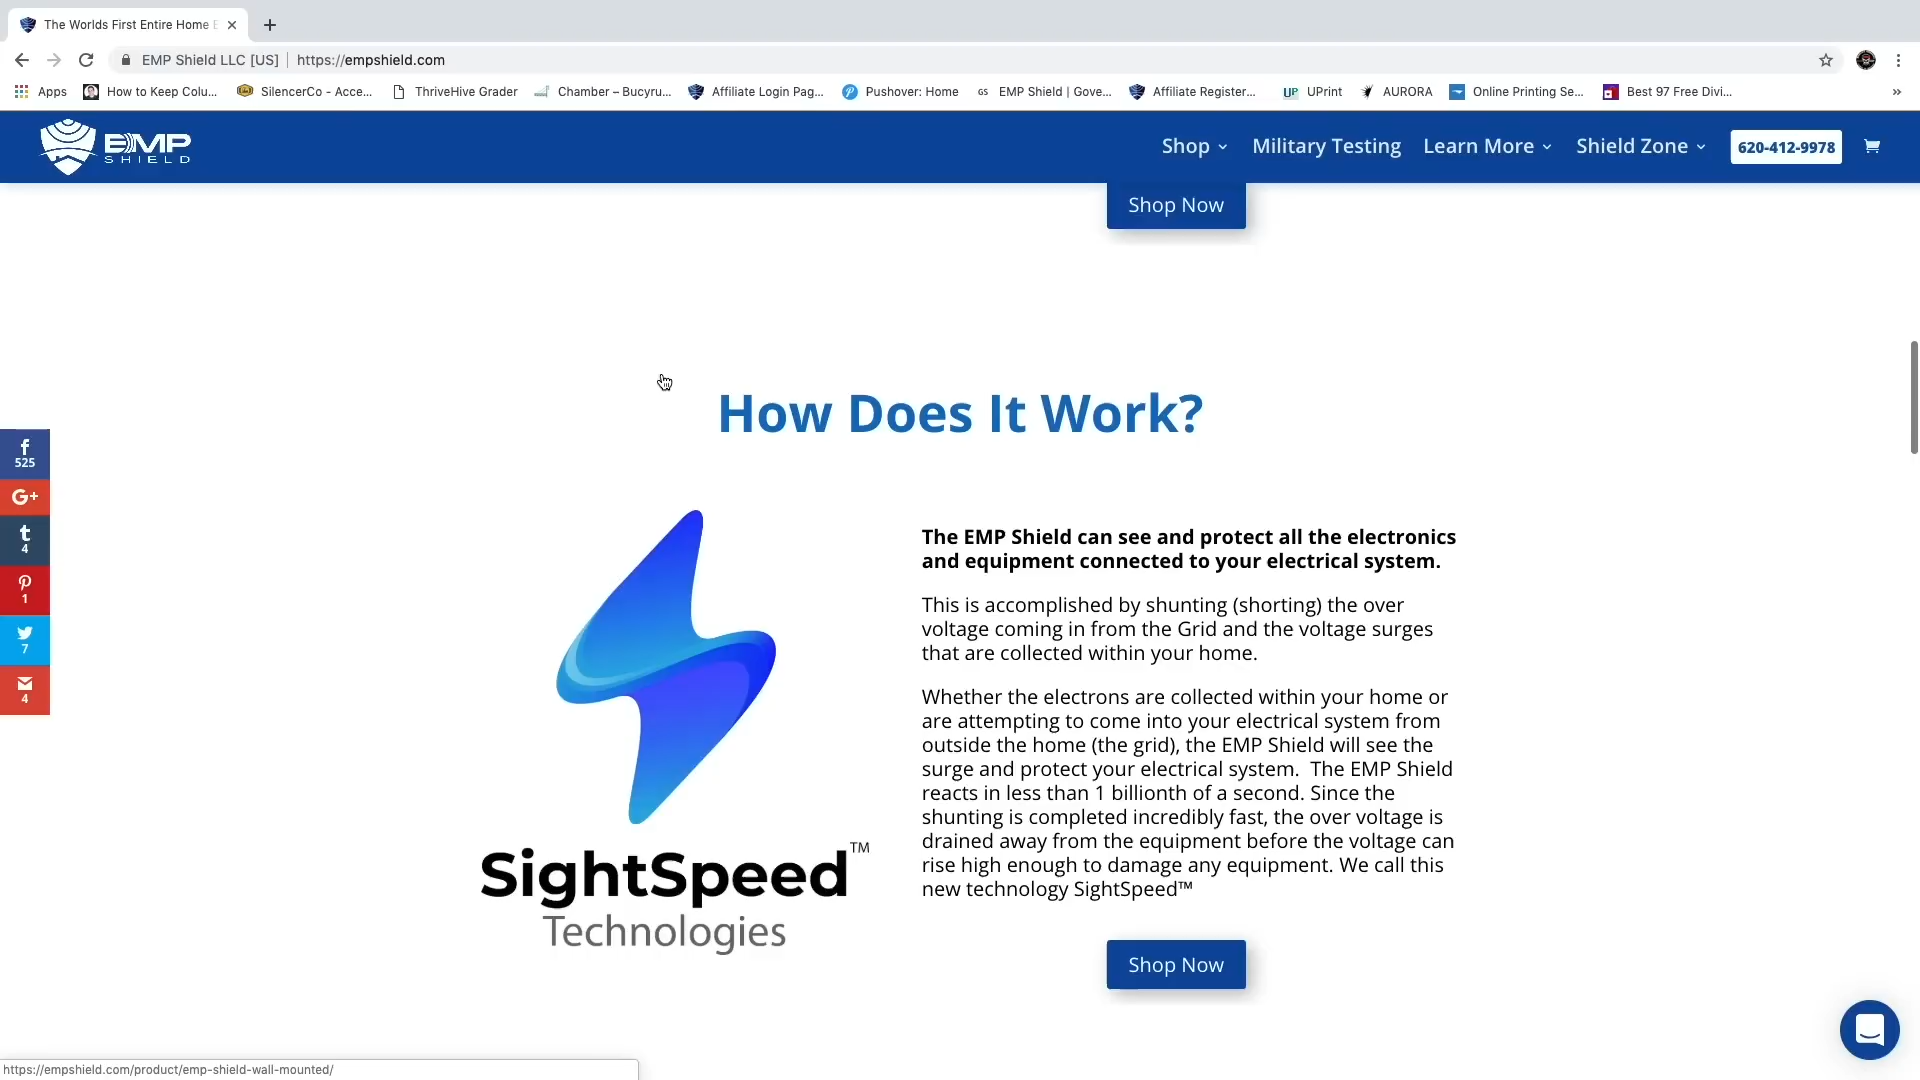 The Worlds First Entire Home E
EMP Shield LLC [US] https://empshield.com
Apps How to Keep Colu... SilencerCo - Acce... ThriveHive Grader Chamber – Bucyru... Affiliate Login Pag... Pushover: Home GS EMP Shield | Gove... Affiliate Register... UP UPrint AURORA Online Printing Se... Best 97 Free Divi... »
EMP
SHIELD
Shop Military Testing Learn More Shield Zone 620-412-9978
Shop Now
How Does It Work?
f
525
G+
t
4
1
7
4
The EMP Shield can see and protect all the electronics
and equipment connected to your electrical system.
This is accomplished by shunting (shorting) the over
voltage coming in from the Grid and the voltage surges
that are collected within your home.
Whether the electrons are collected within your home or
are attempting to come into your electrical system from
outside the home (the grid), the EMP Shield will see the
surge and protect your electrical system.  The EMP Shield
reacts in less than 1 billionth of a second. Since the
shunting is completed incredibly fast, the over voltage is
drained away from the equipment before the voltage can
rise high enough to damage any equipment. We call this
new technology SightSpeed™
SightSpeed™
Technologies
Shop Now
https://empshield.com/product/emp-shield-wall-mounted/